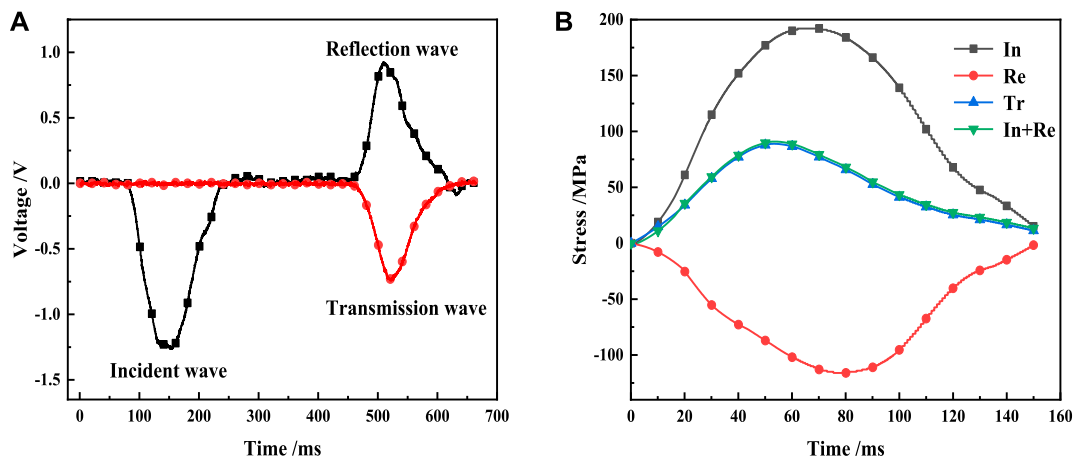 A
Reflection wave
1.0
0.5
0.0
-0.5
-1.0
-1.5
Voltage /V
Transmission wave
Incident wave
0 100 200 300 400 500 600 700
Time /ms
B
200
150
100
50
0
-50
-100
Stress /MPa
In
Re
Tr
In+Re
0 20 40 60 80 100 120 140 160
Time /ms